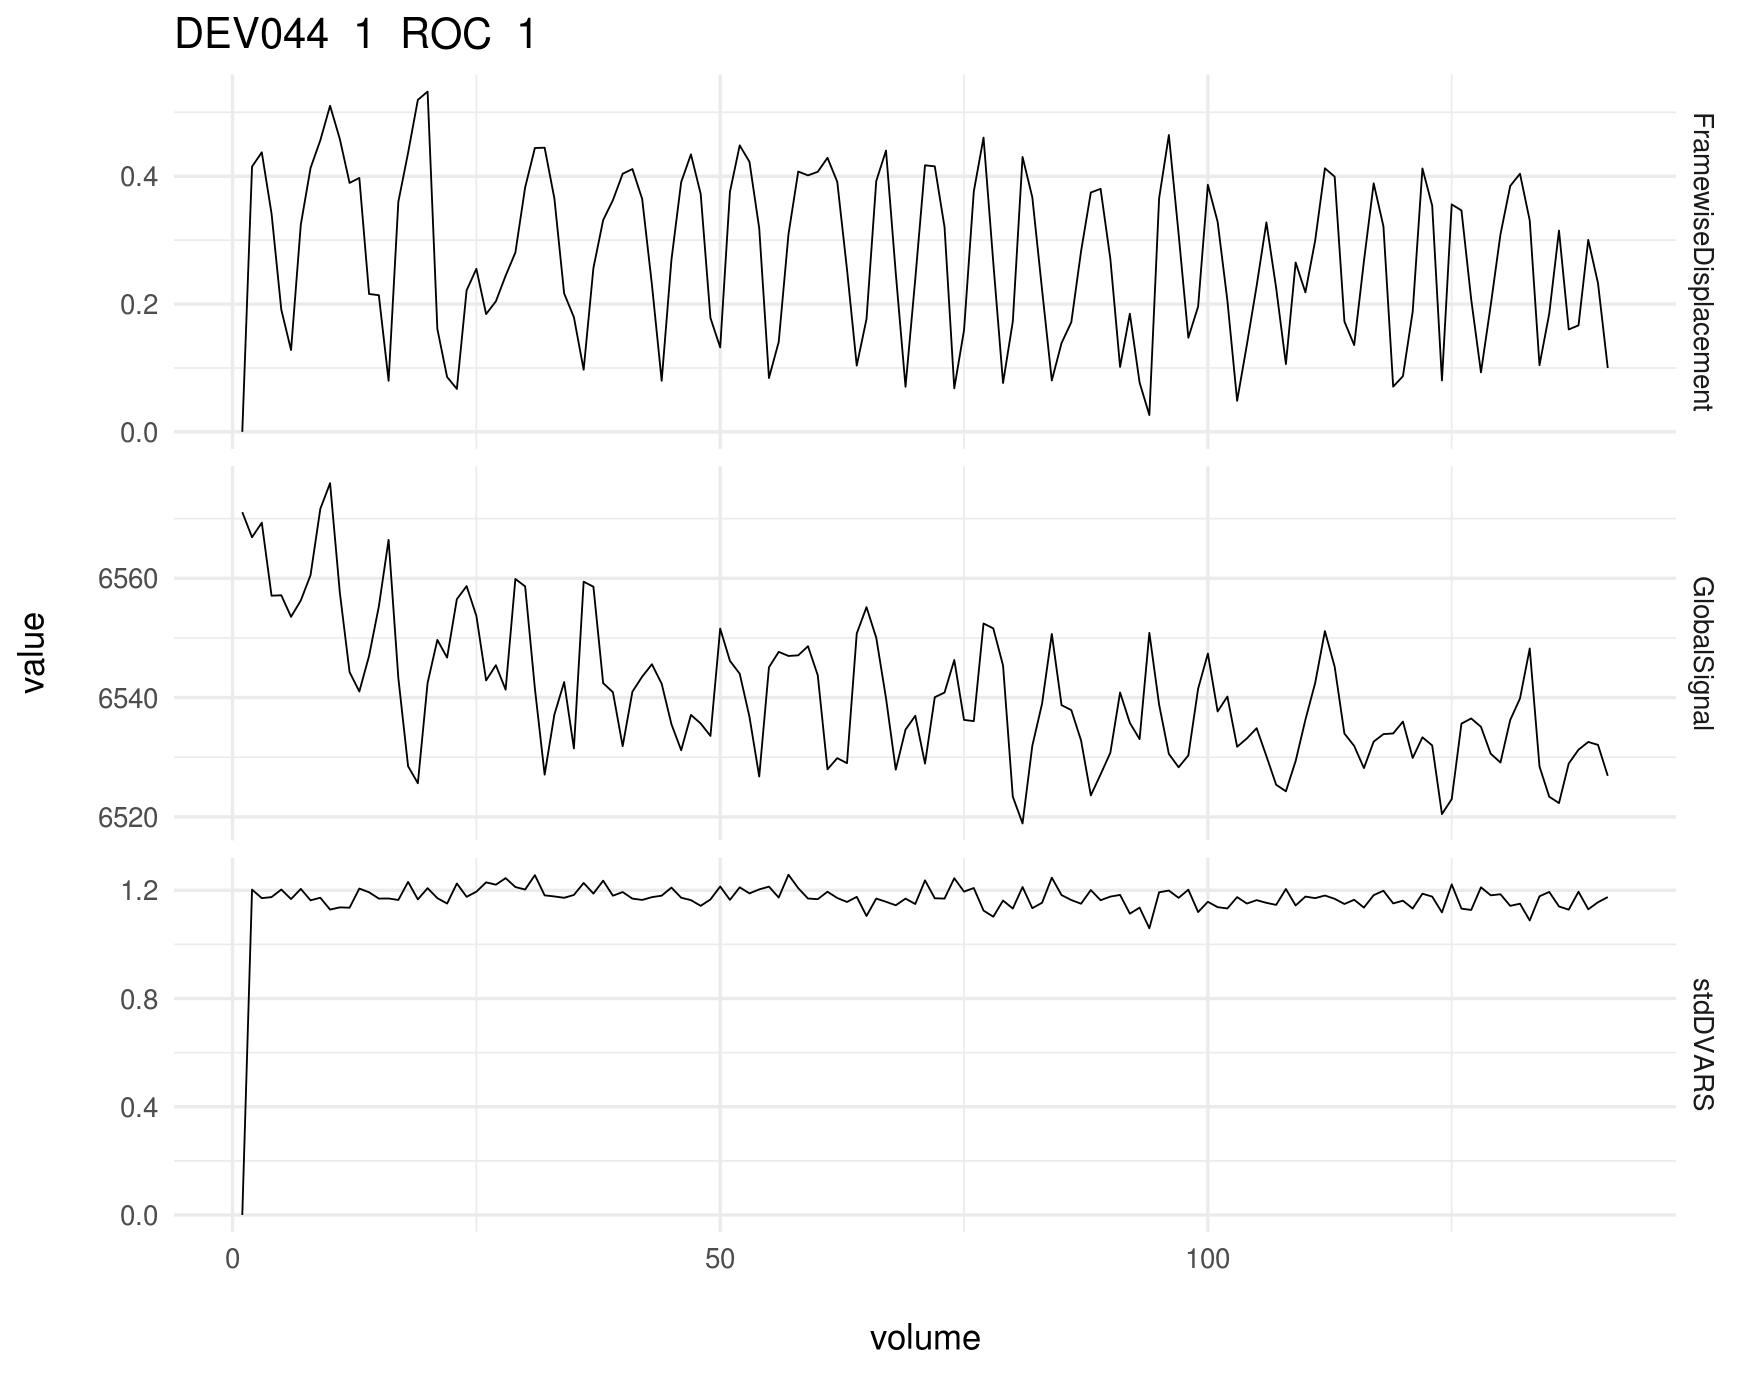 DEV044  1  ROC  1
FramewiseDisplacement
0.4
0.2
0.0
GlobalSignal
6560
6540
6520
value
stdDVARS
1.2
0.8
0.4
0.0
0 50 100
volume